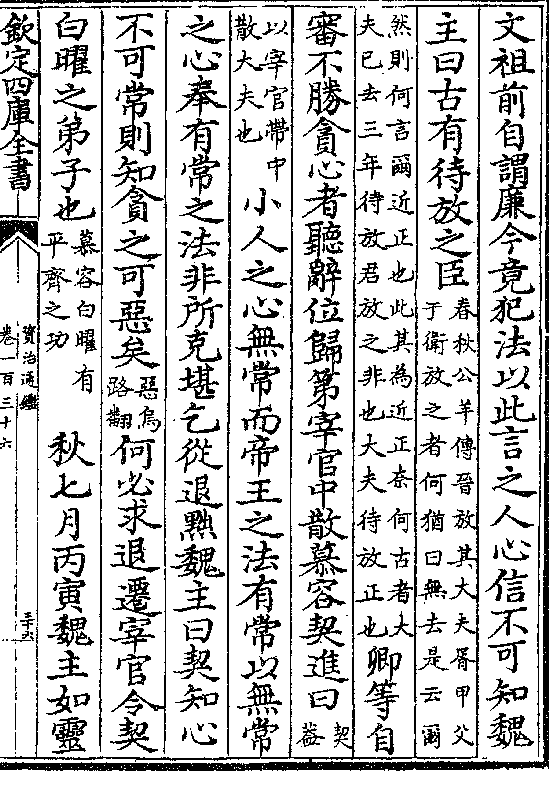 文祖前自謂廉今竟犯法以此言之人心信不可知魏
主曰古有待放之臣
春秋公羊傳晉放其大夫胥甲父
于衛放之者何猶曰無去是云爾
然則何言爾近正也此其為近正柰何古者大
夫已去三年待放君放之非也大夫待放正也
卿等自
審不勝貪心者聽辭位歸第宰官中散慕容契進曰
契
蓋
以宰官帶中
散大夫也
小人之心無常而帝王之法有常以無常
之心奉有常之法非所克堪乞從退黜魏主曰契知心
不可常則知貪之可惡矣
惡烏
路翻
何必求退遷宰官令契
白曜之弟子也
慕容白曜有
平齊之功
秋七月丙寅魏主如靈
欽定四庫全書
資治通鑑
卷一百三十六